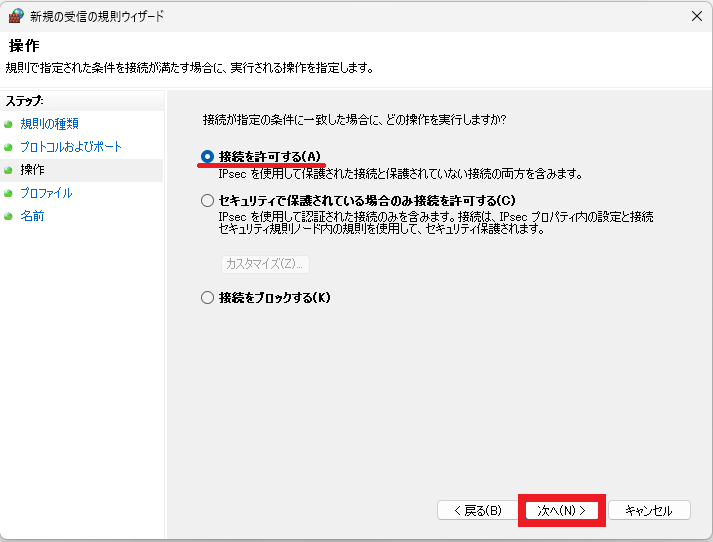 新規の受信の規則ウィザード
操作
規則で指定された条件を接続が満たす場合に、実行される操作を指定します。
ステップ:
規則の種類
プロトコルおよびポート
操作
プロファイル
名前
接続が指定の条件に一致した場合に、どの操作を実行しますか?
接続を許可する(A)
IPsec を使用して保護された接続と保護されていない接続の両方を含みます。
セキュリティで保護されている場合のみ接続を許可する(C)
IPsec を使用して認証された接続のみを含みます。接続は、IPsec プロパティ内の設定と接続
セキュリティ規則ノード内の規則を使用して、セキュリティ保護されます。
カスタマイズ(Z)...
接続をブロックする(K)
< 戻る(B)
次へ(N) >
キャンセル